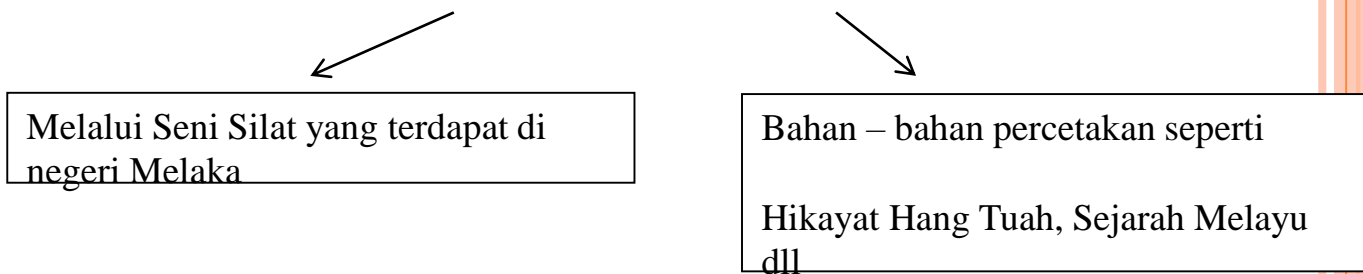 Melalui Seni Silat yang terdapat di
negeri Melaka
Bahan – bahan percetakan seperti
Hikayat Hang Tuah, Sejarah Melayu
dll